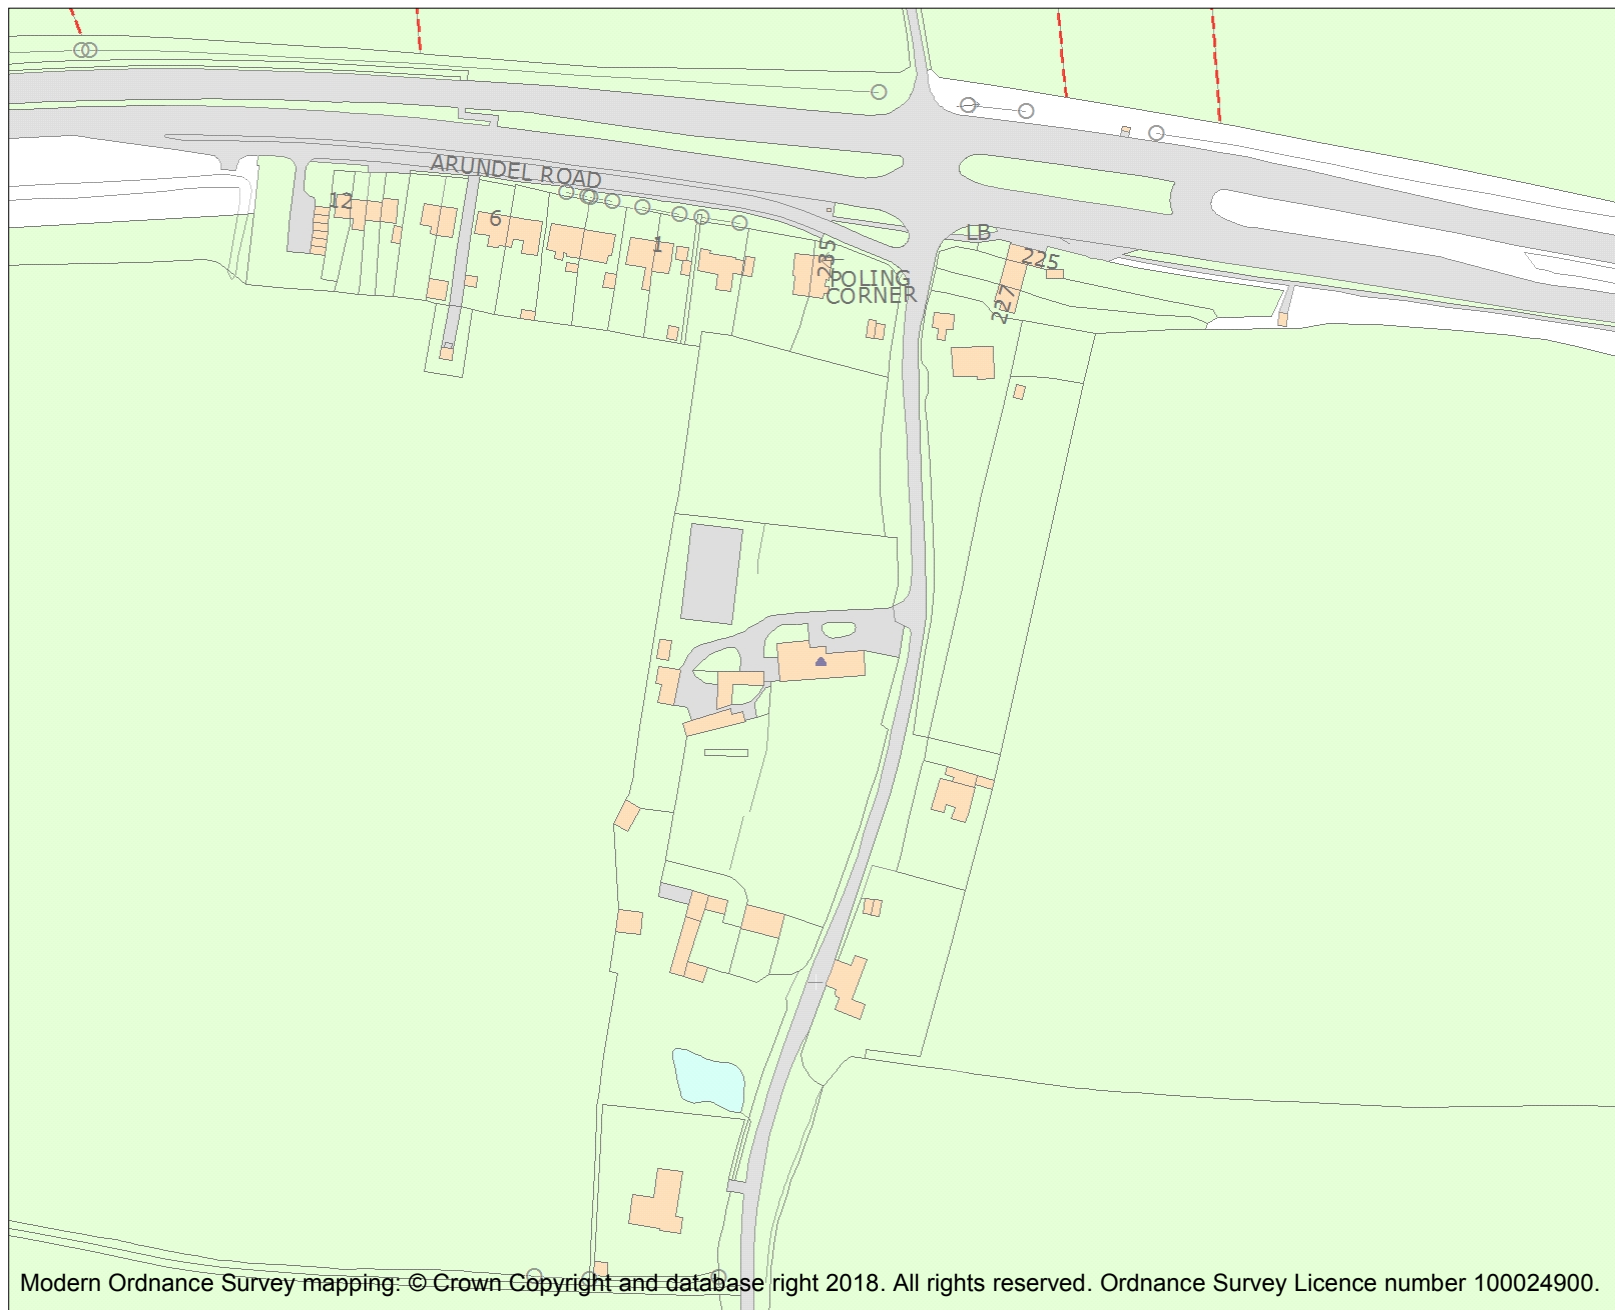 ARUNDEL ROAD
12
6
1
235
POLING
CORNER
LB
225
227
Modern Ordnance Survey mapping: © Crown Copyright and database right 2018. All rights reserved. Ordnance Survey Licence number 100024900.